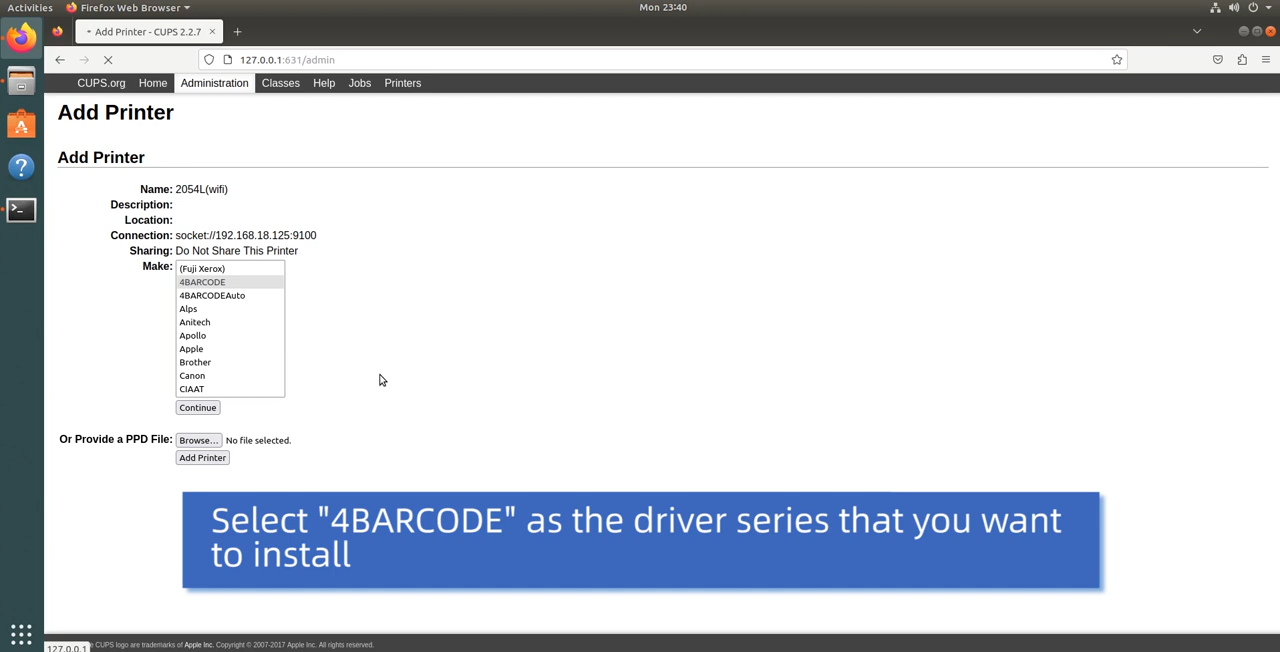 Activities Firefox Web Browser Mon 23:40
Add Printer - CUPS 2.2.7
127.0.0.1:631/admin
CUPS.org Home Administration Classes Help Jobs Printers
Add Printer
Add Printer
Name: 2054L(wifi)
Description:
Location:
Connection: socket://192.168.18.125:9100
Sharing: Do Not Share This Printer
Make: (Fuji Xerox)
4BARCODE
4BARCODEAuto
Alps
Anitech
Apollo
Apple
Brother
Canon
CIAAT
Continue
Or Provide a PPD File: Browse... No file selected.
Add Printer
Select "4BARCODE" as the driver series that you want
to install
CUPS logo are trademarks of Apple Inc. Copyright © 2007-2017 Apple Inc. All rights reserved.
127.0.0.1